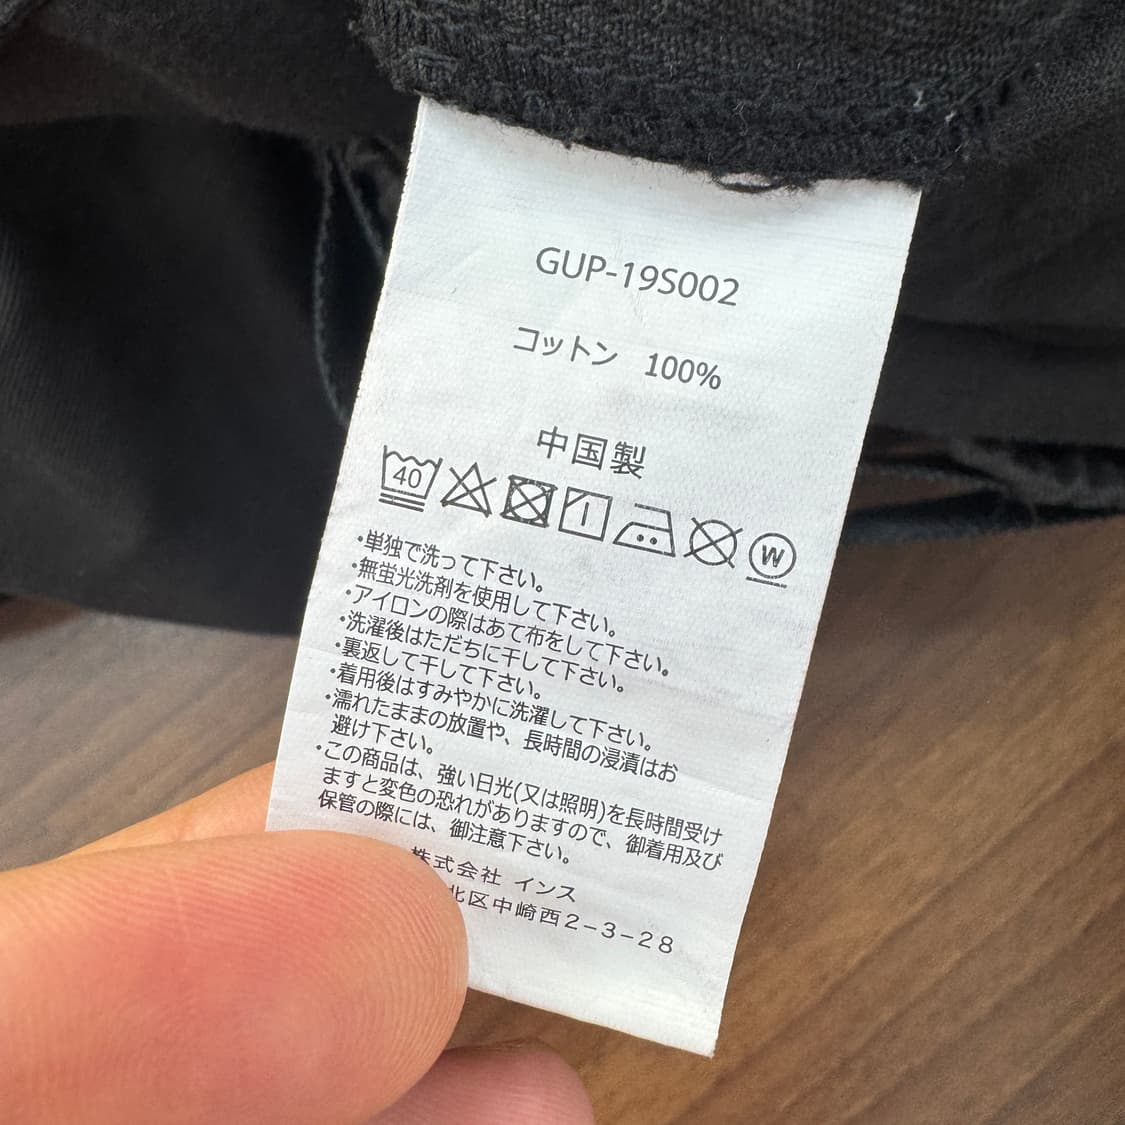 GUP-19S002
コットン 100%
中国製
40
W
・単独で洗って下さい。
・無蛍光洗剤を使用して下さい。
・アイロンの際はあて布をして下さい。
・洗濯後はただちに干して下さい。
・裏返して干して下さい。
・着用後はすみやかに洗濯して下さい。
・濡れたままの放置や、長時間の浸漬はお
避け下さい。
・この商品は、強い日光(又は照明)を長時間受け
ますと変色の恐れがありますので、御着用及び
保管の際には、御注意下さい。
株式会社 インス
北区中崎西2-3-28